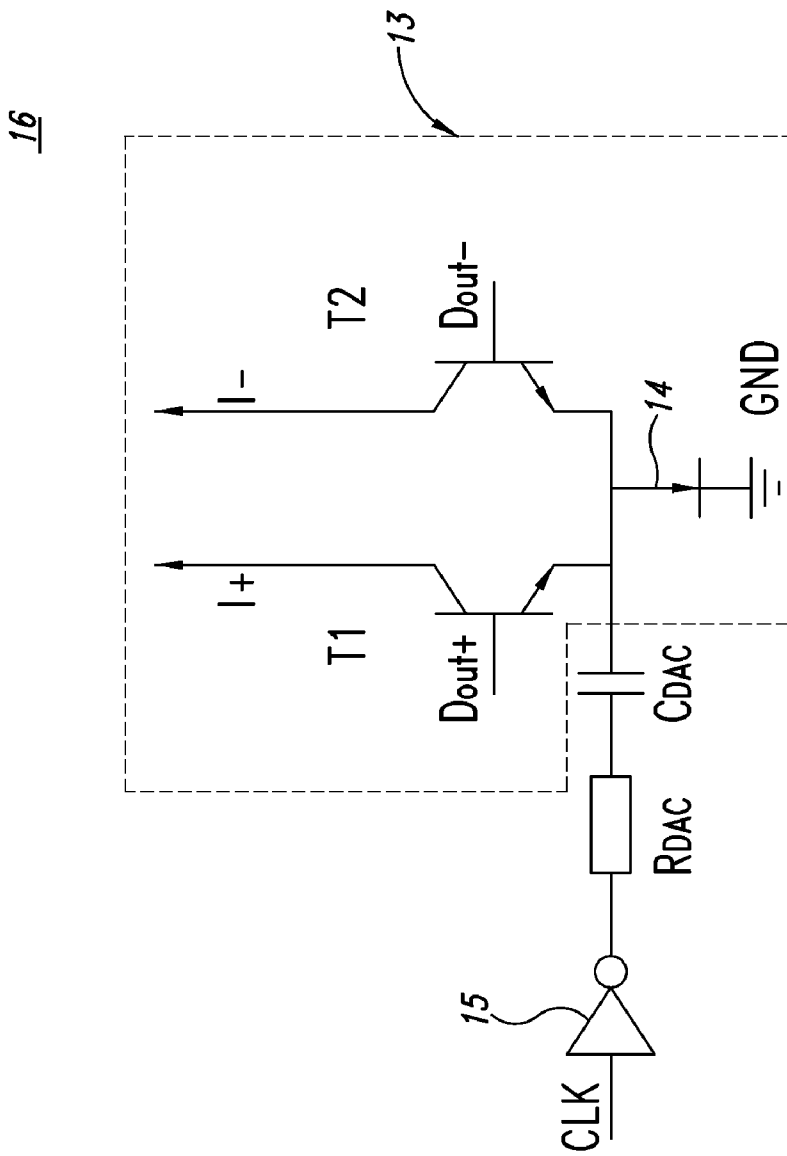 16
13
I+
I-
T1
T2
Dout+
Dout-
14
GND
CDAC
RDAC
15
CLK